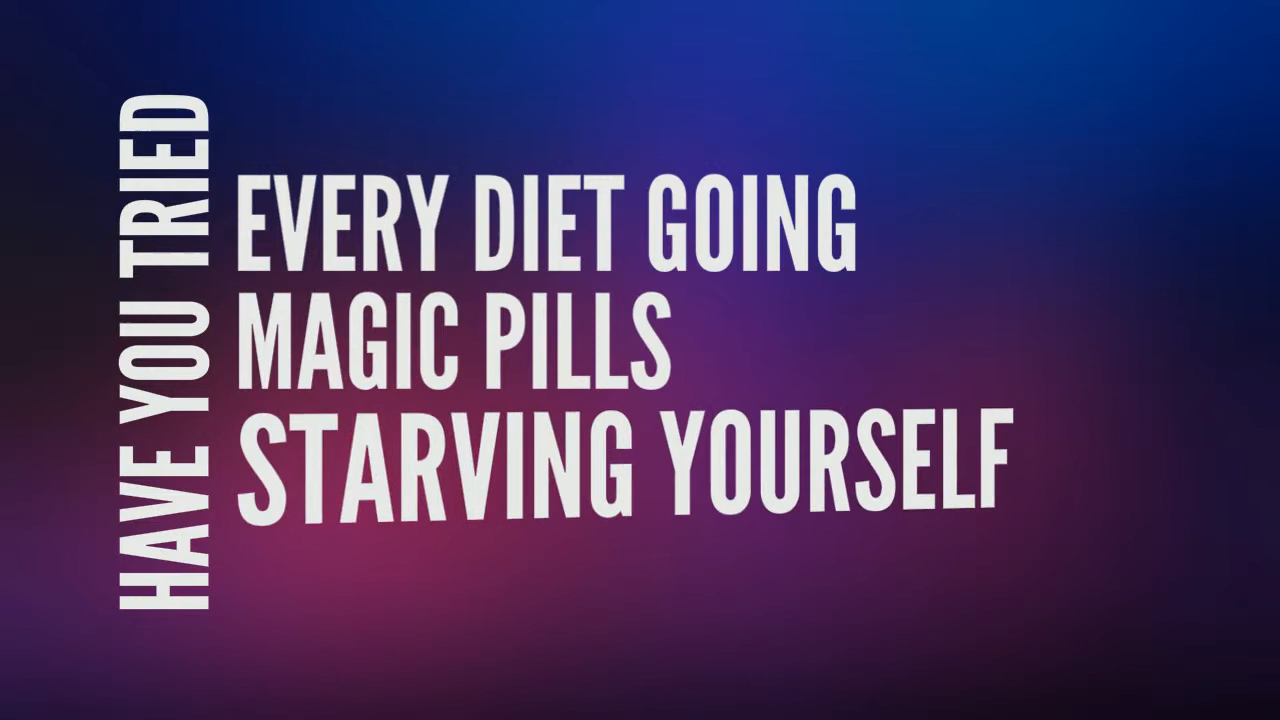 HAVE YOU TRIED
EVERY DIET GOING
MAGIC PILLS
STARVING YOURSELF